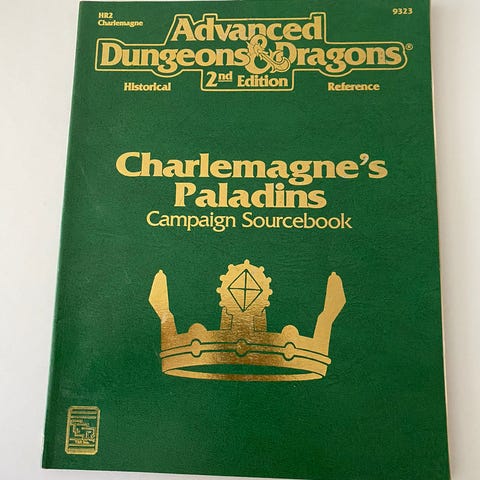 HR2
Charlemagne
9323
Advanced
Dungeons & Dragons®
2nd Edition
Historical
Reference
Charlemagne's
Paladins
Campaign Sourcebook